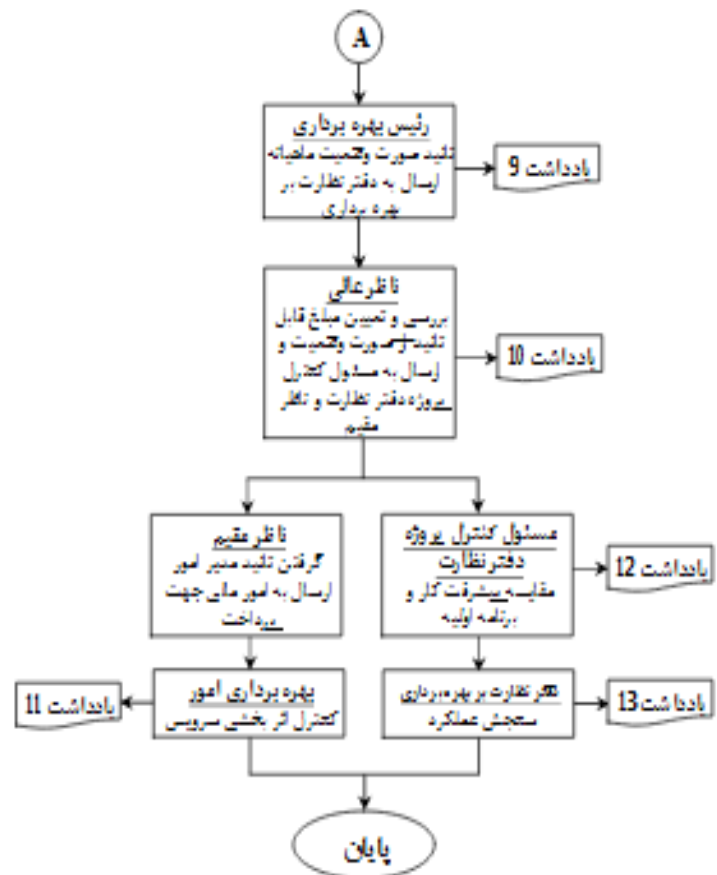 A
رئیس بهره برداری
تائید صورت وضعیت ماهیانه
ارسال به دفتر نظارت بر
بهره برداری
یادداشت 9
ناظر عالی
بررسی و تعیین مبلغ قابل
تائید از صورت وضعیت و
ارسال به مسئول کنترل
پروژه دفتر نظارت و ناظر
مقیم
یادداشت 10
مسئول کنترل پروژه
دفتر نظارت
مقایسه پیشرفت کار و
برنامه اولیه
یادداشت 12
ناظر مقیم
گرفتن تائید مدیر امور
ارسال به امور مالی جهت
پرداخت
دفتر نظارت بر بهره برداری
سنجش عملکرد
یادداشت 13
بهره برداری امور
کنترل اثر بخشی سرویس
یادداشت 11
پایان